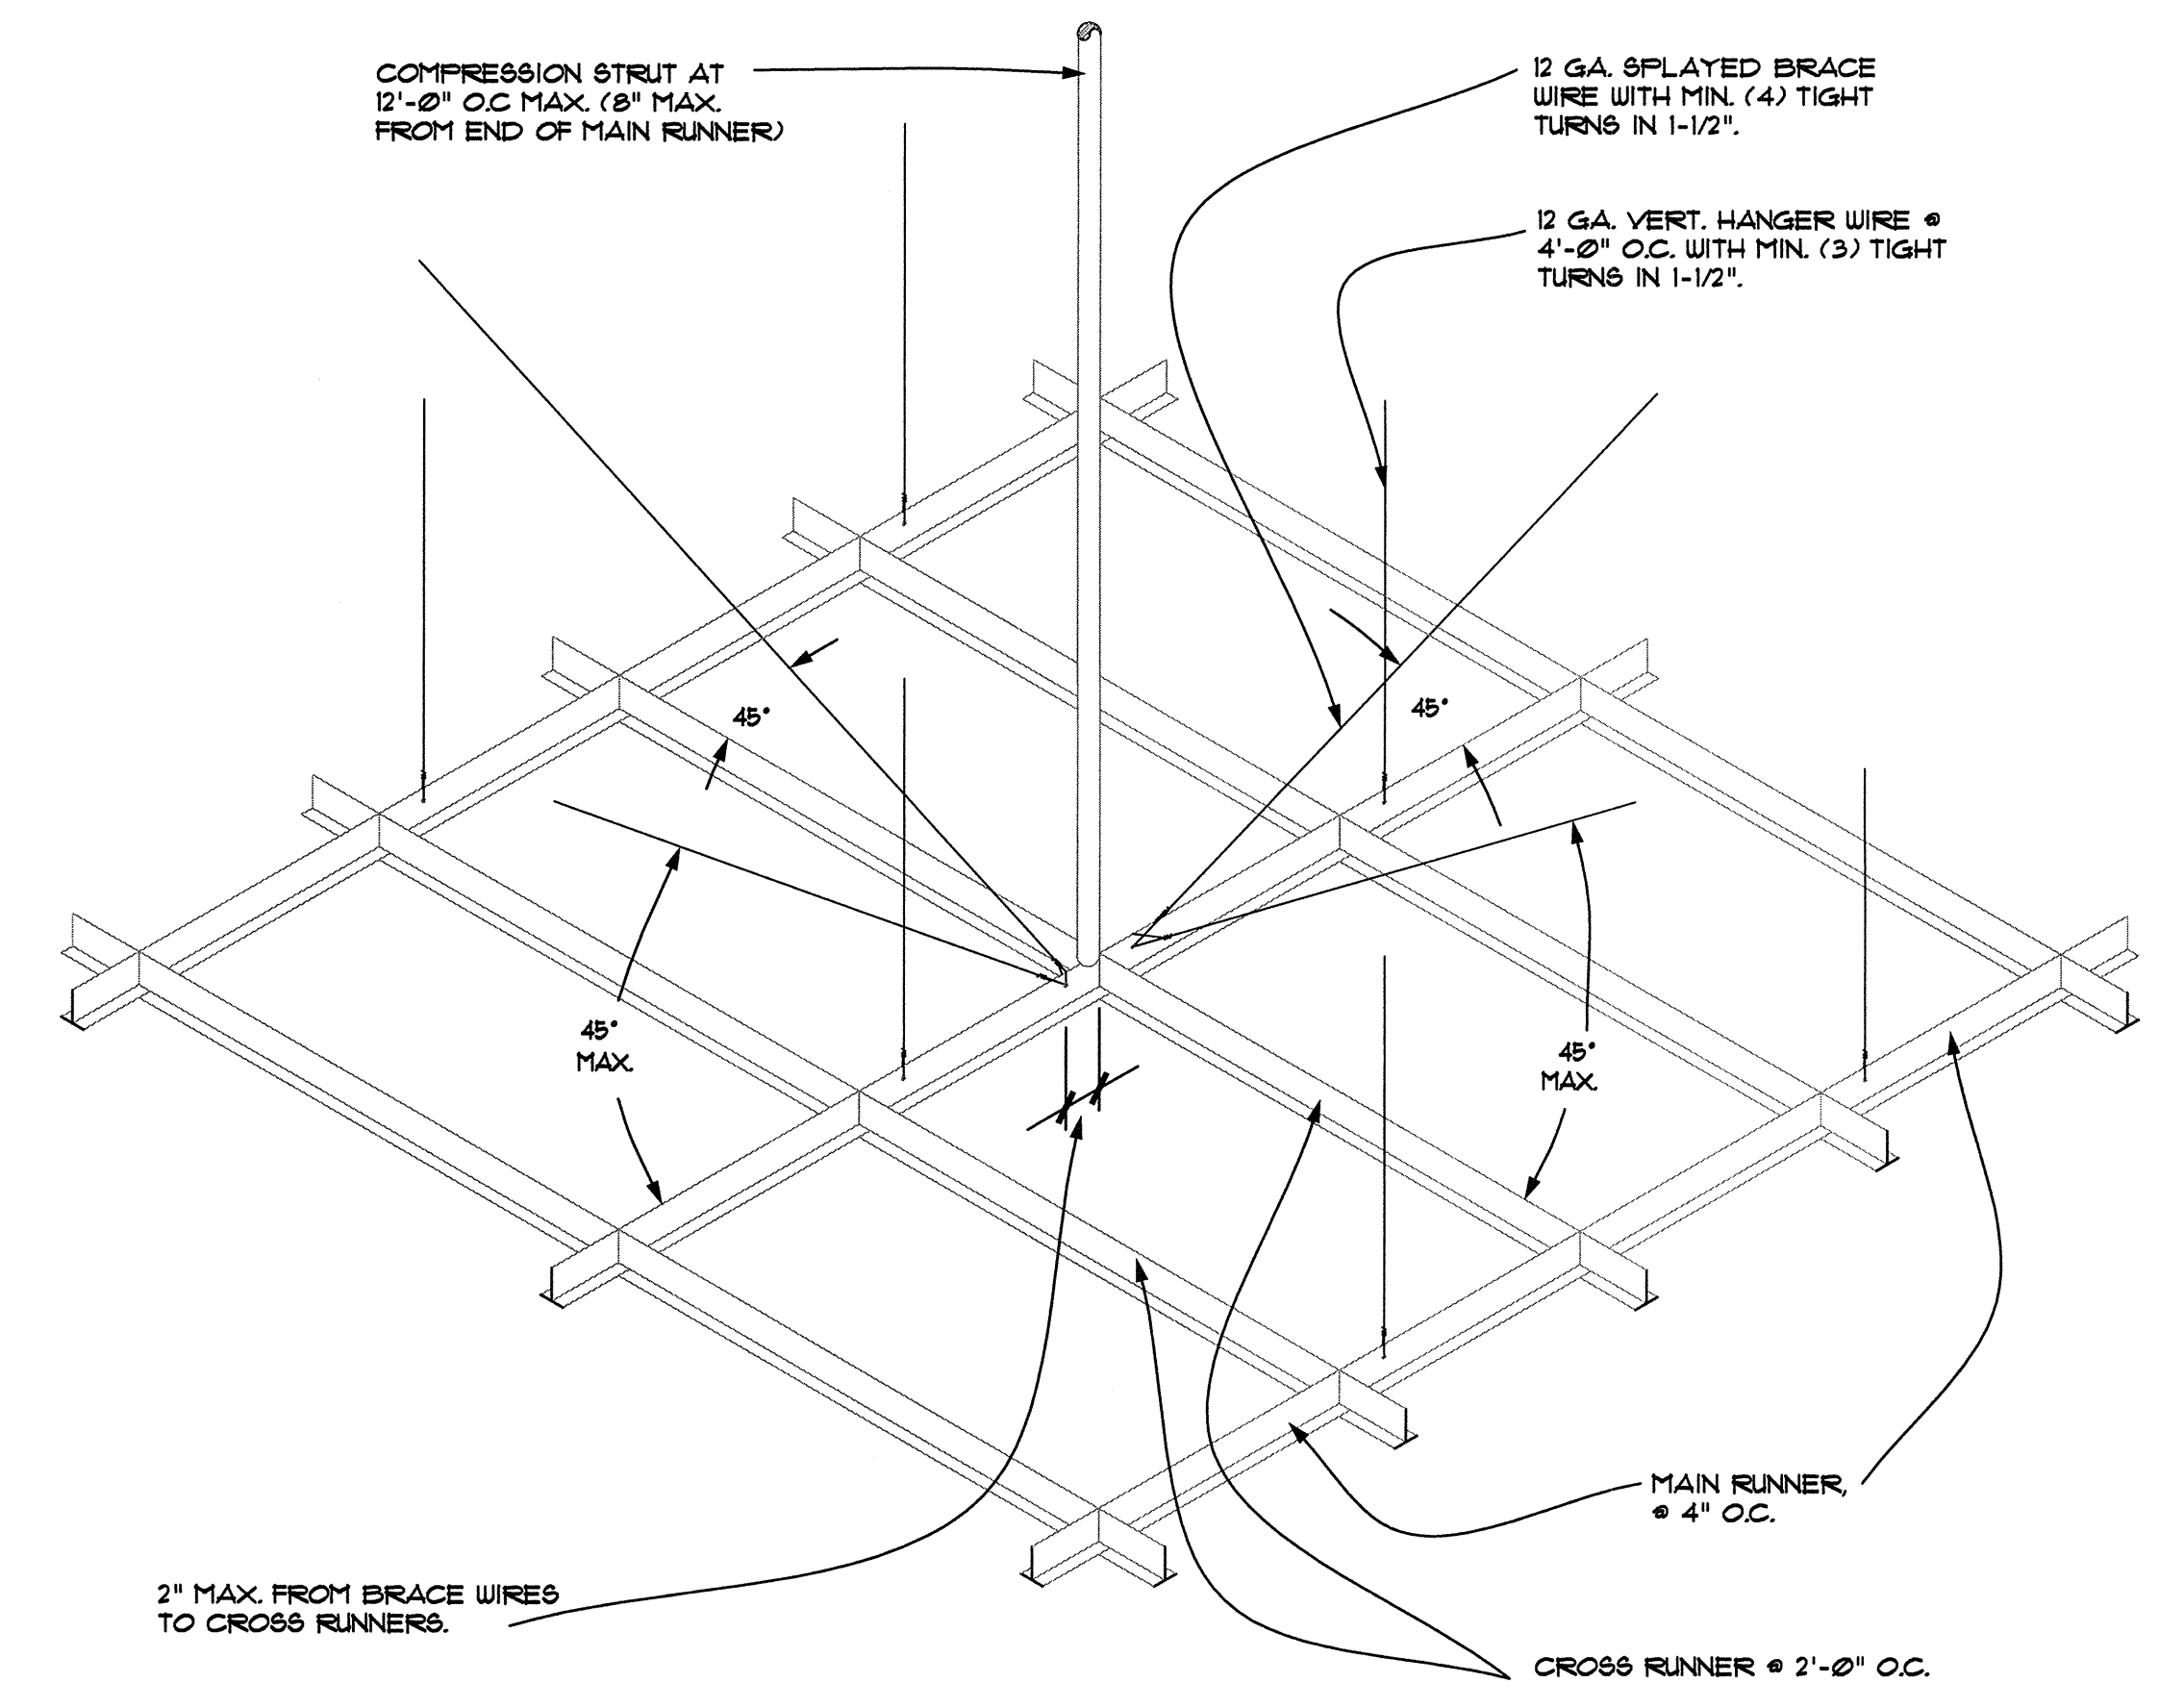 COMPRESSION STRUT AT
12'-0" O.C MAX. (8" MAX.
FROM END OF MAIN RUNNER)
12 GA. SPLAYED BRACE
WIRE WITH MIN. (4) TIGHT
TURNS IN 1-1/2".
12 GA. VERT. HANGER WIRE @
4'-0" O.C. WITH MIN. (3) TIGHT
TURNS IN 1-1/2".
45°
45°
45°
MAX.
45°
MAX.
MAIN RUNNER,
@ 4" O.C.
2" MAX. FROM BRACE WIRES
TO CROSS RUNNERS.
CROSS RUNNER @ 2'-0" O.C.